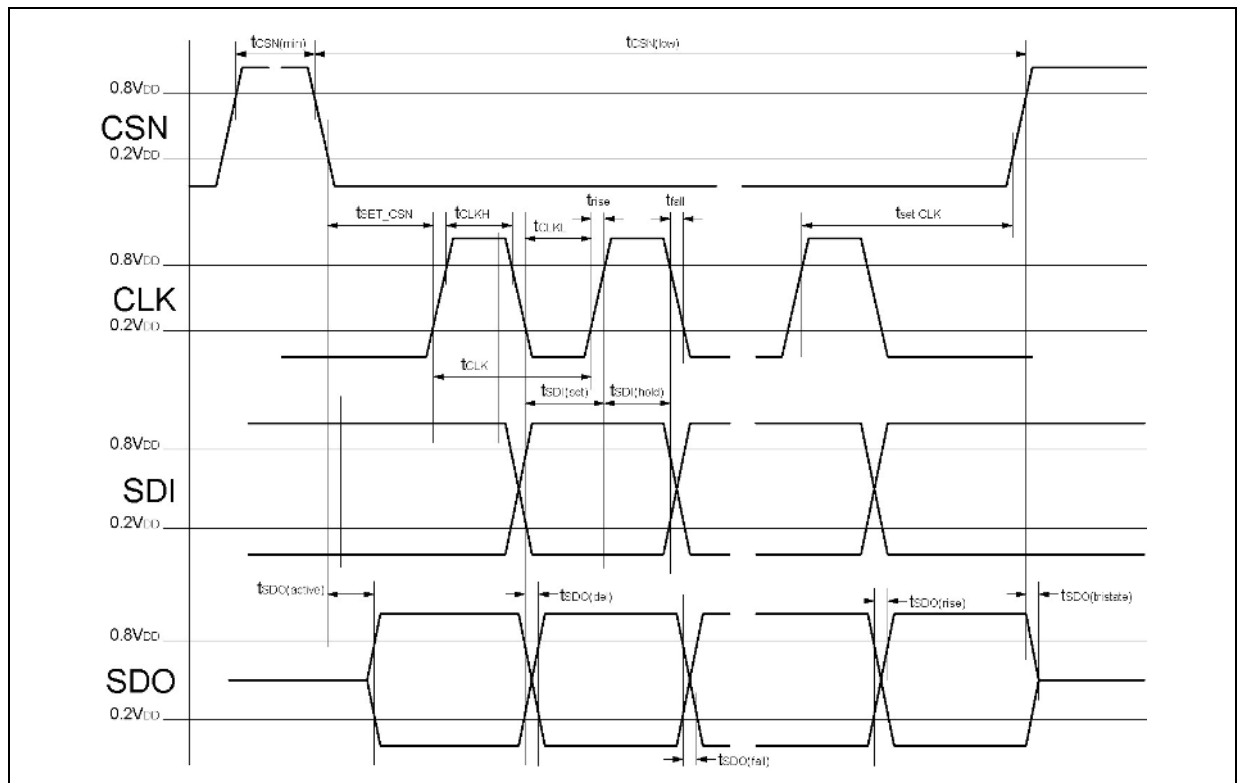 tCSN(min)
tCSN(low)
0.8VDD
CSN
0.2VDD
tSET_CSN
tCLKH
tCLKL
trise
tfall
tset CLK
0.8VDD
CLK
0.2VDD
tCLK
tSDI(set)
tSDI(hold)
0.8VDD
SDI
0.2VDD
tSDO(active)
tSDO(del)
tSDO(rise)
tSDO(tristate)
0.8VDD
SDO
0.2VDD
tSDO(fall)